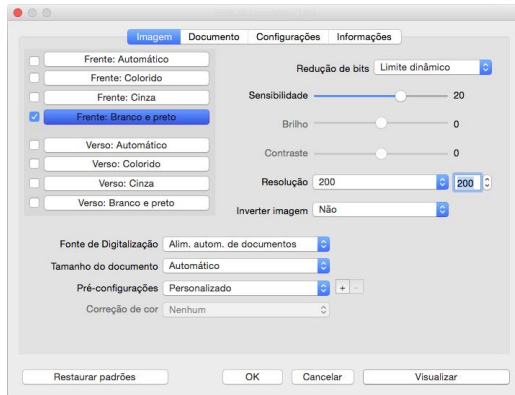 Imagem Documento Configurações Informações
Frente: Automático
Frente: Colorido
Frente: Cinza
Frente: Branco e preto
Verso: Automático
Verso: Colorido
Verso: Cinza
Verso: Branco e preto
Redução de bits Limite dinâmico
Sensibilidade 20
Brilho 0
Contraste 0
Resolução 200 200
Inverter imagem Não
Fonte de Digitalização Alim. autom. de documentos
Tamanho do documento Automático
Pré-configurações Personalizado + -
Correção de cor Nenhum
Restaurar padrões OK Cancelar Visualizar